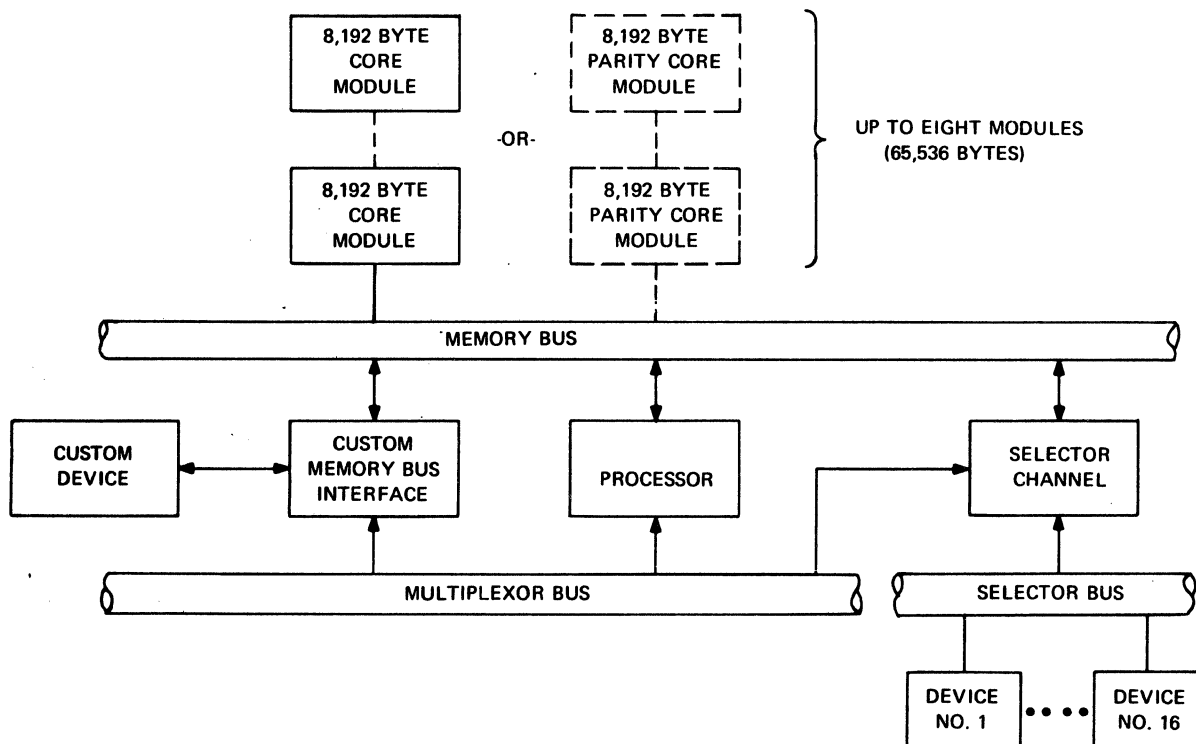 8,192 BYTE
CORE
MODULE
8,192 BYTE
PARITY CORE
MODULE
-OR-
UP TO EIGHT MODULES
(65,536 BYTES)
8,192 BYTE
CORE
MODULE
8,192 BYTE
PARITY CORE
MODULE
MEMORY BUS
CUSTOM
DEVICE
CUSTOM
MEMORY BUS
INTERFACE
PROCESSOR
SELECTOR
CHANNEL
MULTIPLEXOR BUS
SELECTOR BUS
DEVICE
NO. 1
DEVICE
NO. 16